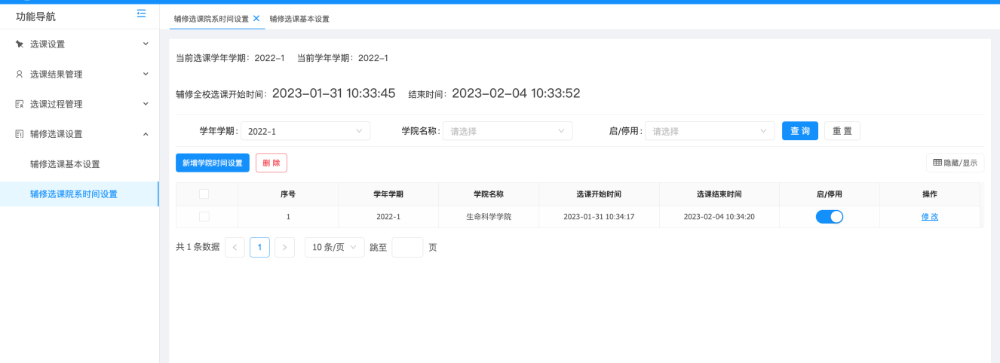 功能导航
选课设置
选课结果管理
选课过程管理
辅修选课设置
辅修选课基本设置
辅修选课院系时间设置
辅修选课院系时间设置 辅修选课基本设置
当前选课学年学期：2022-1 当前学年学期：2022-1
辅修全校选课开始时间：2023-01-31 10:33:45 结束时间：2023-02-04 10:33:52
学年学期： 2022-1 学院名称： 请选择 启/停用： 请选择 查 询 重 置
新增学院时间设置 删 除 隐藏/显示
序号 学年学期 学院名称 选课开始时间 选课结束时间 启/停用 操作
1 2022-1 生命科学学院 2023-01-31 10:34:17 2023-02-04 10:34:20 修 改
共 1 条数据 < 1 > 10 条/页 跳至 页